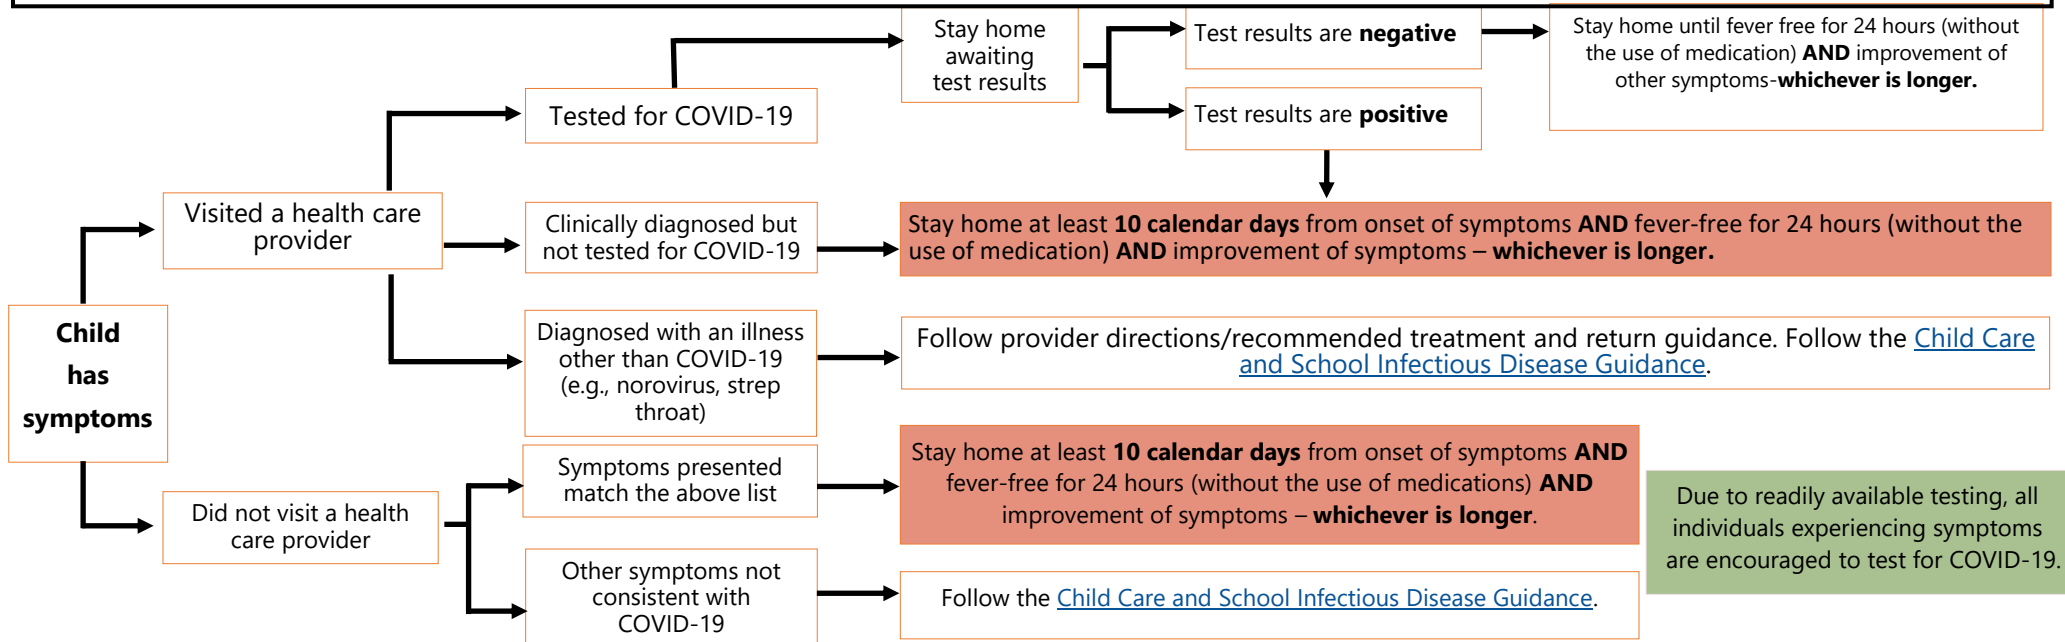 Stay home
awaiting
test results
Test results are negative
Stay home until fever free for 24 hours (without
the use of medication) AND improvement of
other symptoms-whichever is longer.
Tested for COVID-19
Test results are positive
Visited a health care
provider
Clinically diagnosed but
not tested for COVID-19
Stay home at least 10 calendar days from onset of symptoms AND fever-free for 24 hours (without the
use of medication) AND improvement of symptoms – whichever is longer.
Child
has
symptoms
Diagnosed with an illness
other than COVID-19
(e.g., norovirus, strep
throat)
Follow provider directions/recommended treatment and return guidance. Follow the Child Care
and School Infectious Disease Guidance.
Did not visit a health
care provider
Symptoms presented
match the above list
Stay home at least 10 calendar days from onset of symptoms AND
fever-free for 24 hours (without the use of medications) AND
improvement of symptoms – whichever is longer.
Due to readily available testing, all
individuals experiencing symptoms
are encouraged to test for COVID-19.
Other symptoms not
consistent with
COVID-19
Follow the Child Care and School Infectious Disease Guidance.